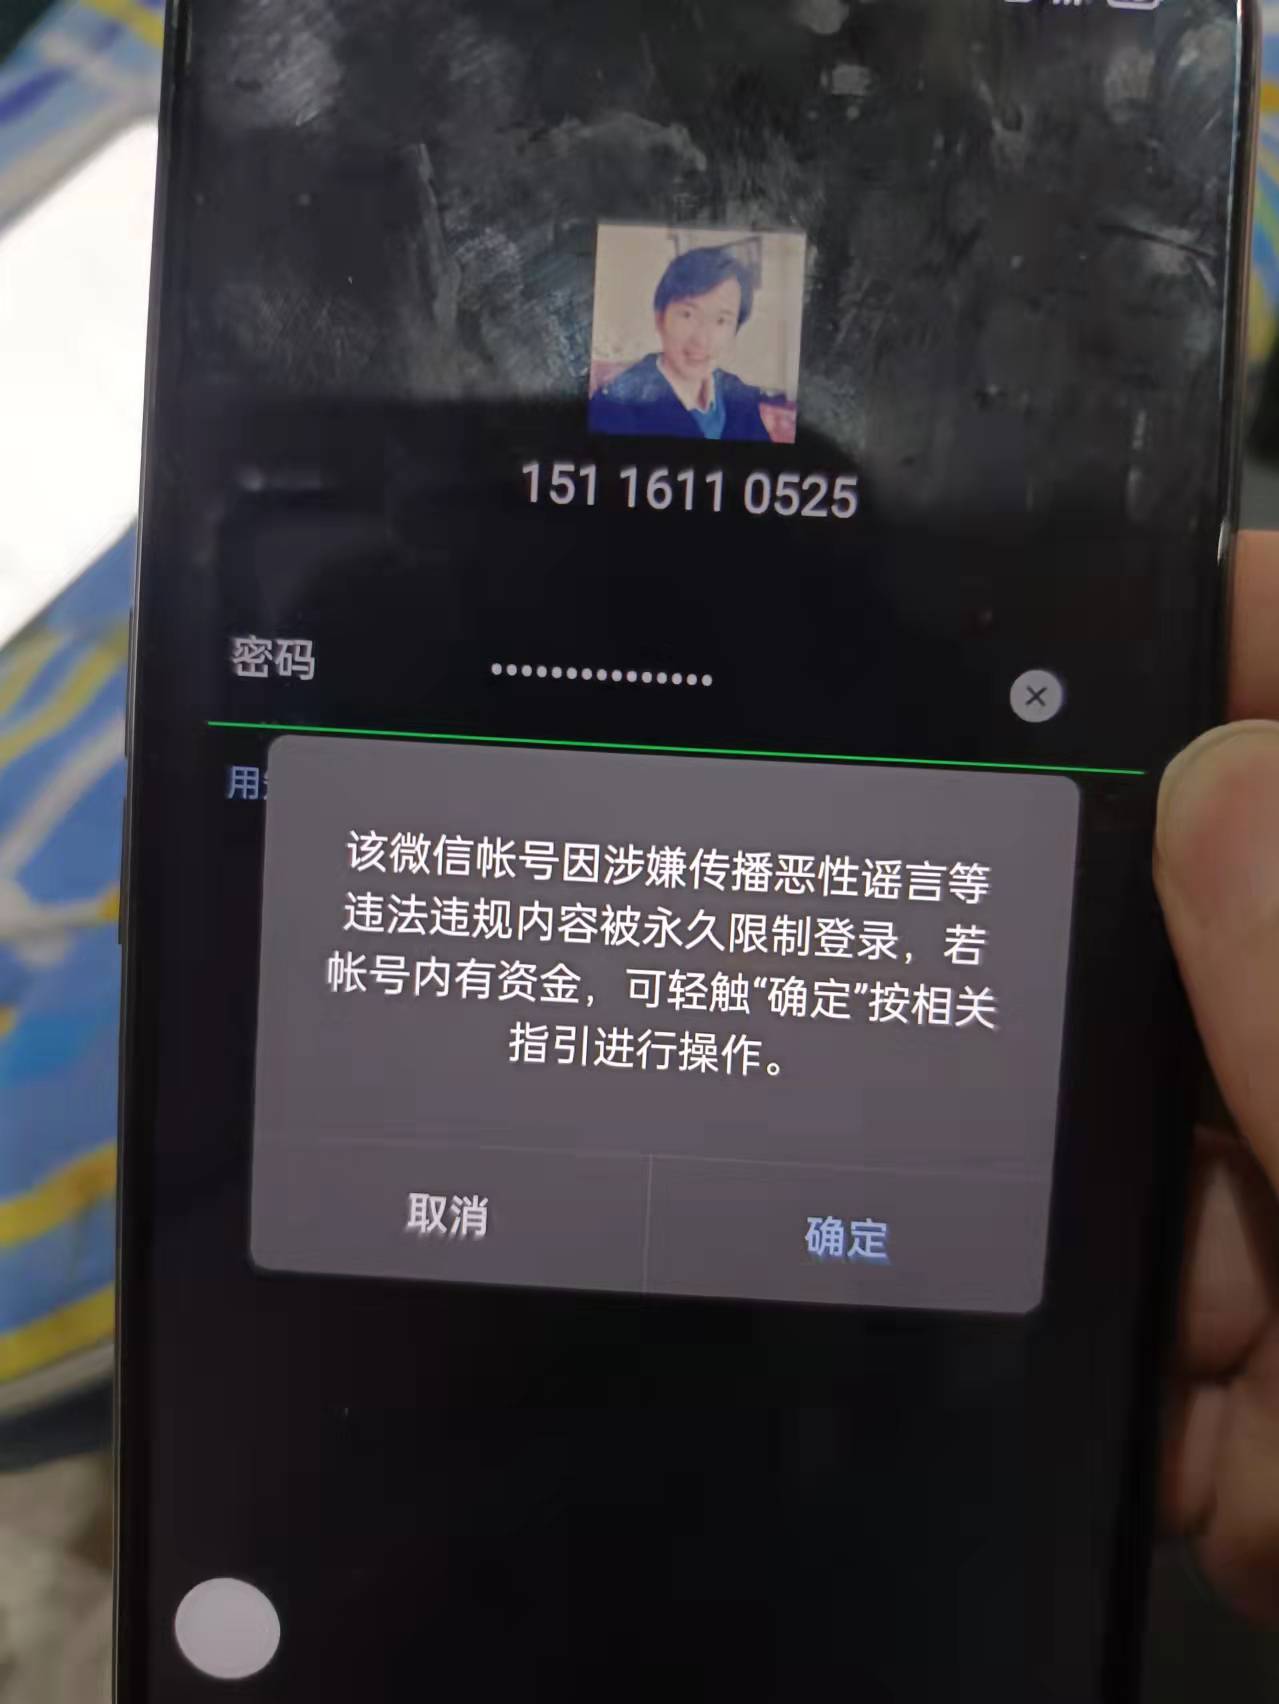 151 1611 0525
密码
用
该微信帐号因涉嫌传播恶性谣言等
违法违规内容被永久限制登录，若
帐号内有资金，可轻触“确定”按相关
指引进行操作。
取消
确定